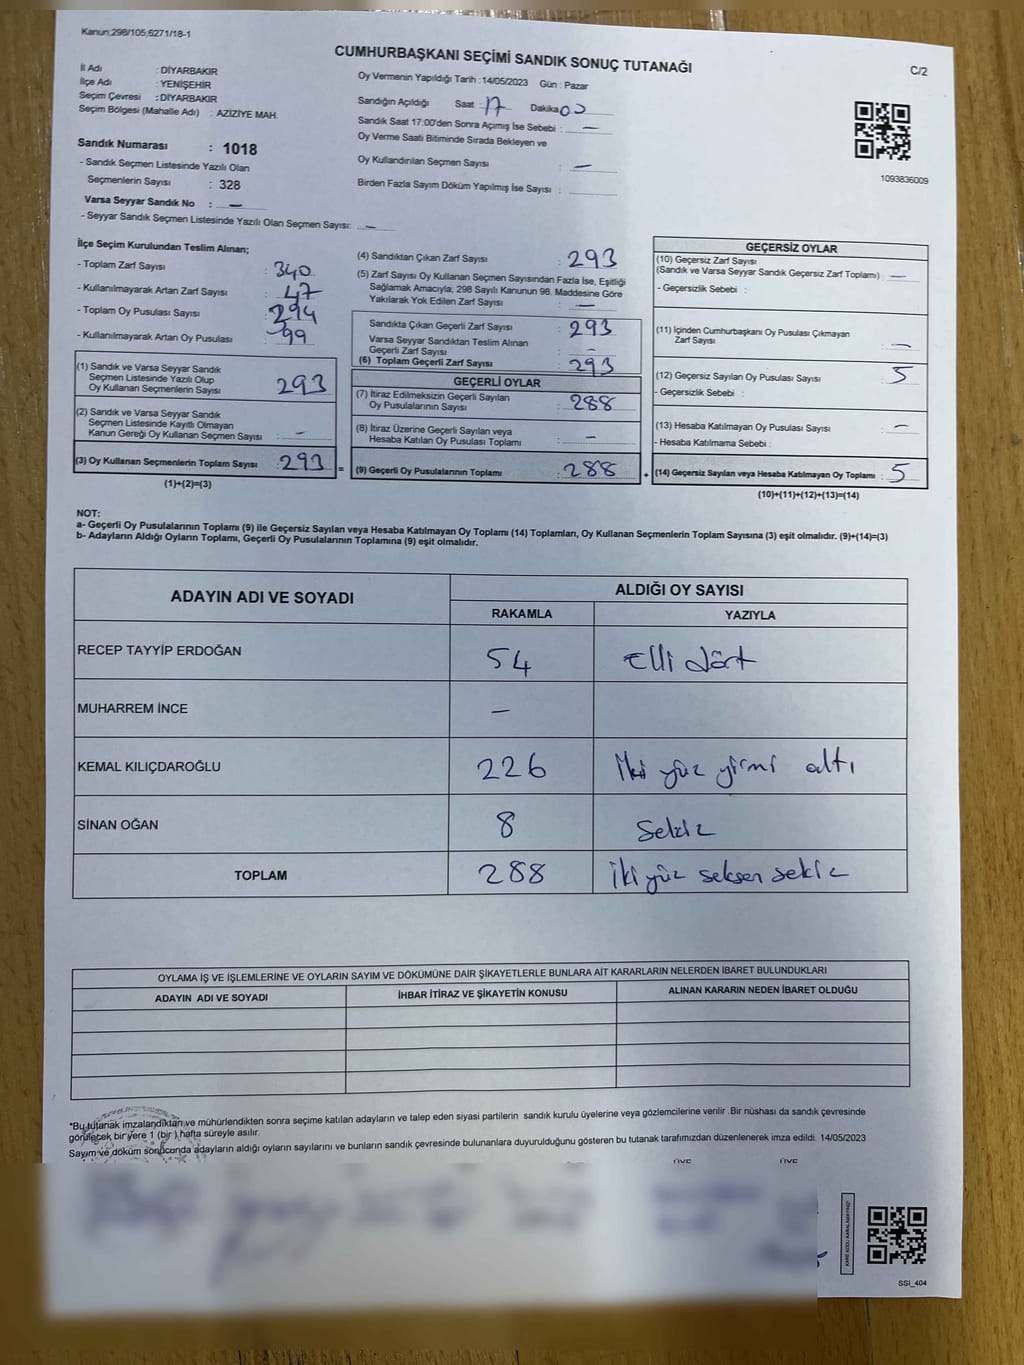 Kanun;298/105;6271/18-1
CUMHURBAŞKANI SEÇİMİ SANDIK SONUÇ TUTANAĞI
C/2
İl Adı : DİYARBAKIR
İlçe Adı : YENİŞEHİR
Seçim Çevresi : DİYARBAKIR
Seçim Bölgesi (Mahalle Adı) : AZIZIYE MAH.
Sandık Numarası : 1018
- Sandık Seçmen Listesinde Yazılı Olan
Seçmenlerin Sayısı : 328
Varsa Seyyar Sandık No : —
- Seyyar Sandık Seçmen Listesinde Yazılı Olan Seçmen Sayısı: —
Oy Vermenin Yapıldığı Tarih : 14/05/2023 Gün : Pazar
Sandığın Açıldığı Saat : 17 Dakika 00
Sandık Saat 17:00'den Sonra Açımış İse Sebebi : —
Oy Verme Saati Bitiminde Sırada Bekleyen ve
Oy Kullandırılan Seçmen Sayısı : —
Birden Fazla Sayım Döküm Yapılmış İse Sayısı :
1093836009
İlçe Seçim Kurulundan Teslim Alınan;
- Toplam Zarf Sayısı : 340
- Kullanılmayarak Artan Zarf Sayısı : 47
- Toplam Oy Pusulası Sayısı : 294
- Kullanılmayarak Artan Oy Pusulası : 99
(1) Sandık ve Varsa Seyyar Sandık
Seçmen Listesinde Yazılı Olup
Oy Kullanan Seçmenlerin Sayısı : 293
(2) Sandık ve Varsa Seyyar Sandık
Seçmen Listesinde Kayıtlı Olmayan
Kanun Gereği Oy Kullanan Seçmen Sayısı : —
(3) Oy Kullanan Seçmenlerin Toplam Sayısı : 293 =
(1)+(2)=(3)
(4) Sandıktan Çıkan Zarf Sayısı : 293
(5) Zarf Sayısı Oy Kullanan Seçmen Sayısından Fazla İse, Eşitliği
Sağlamak Amacıyla; 298 Sayılı Kanunun 98. Maddesine Göre
Yakılarak Yok Edilen Zarf Sayısı : —
Sandıkta Çıkan Geçerli Zarf Sayısı : 293
Varsa Seyyar Sandıktan Teslim Alınan
Geçerli Zarf Sayısı : —
(6) Toplam Geçerli Zarf Sayısı : 293
GEÇERLİ OYLAR
(7) İtiraz Edilmeksizin Geçerli Sayılan
Oy Pusulalarının Sayısı : 288
(8) İtiraz Üzerine Geçerli Sayılan veya
Hesaba Katılan Oy Pusulası Toplamı : —
(9) Geçerli Oy Pusulalarının Toplamı : 288 +
GEÇERSİZ OYLAR
(10) Geçersiz Zarf Sayısı
(Sandık ve Varsa Seyyar Sandık Geçersiz Zarf Toplamı) : —
- Geçersizlik Sebebi :
(11) İçinden Cumhurbaşkanı Oy Pusulası Çıkmayan
Zarf Sayısı : —
(12) Geçersiz Sayılan Oy Pusulası Sayısı : 5
- Geçersizlik Sebebi :
(13) Hesaba Katılmayan Oy Pusulası Sayısı : —
- Hesaba Katılmama Sebebi :
(14) Geçersiz Sayılan veya Hesaba Katılmayan Oy Toplamı : 5
(10)+(11)+(12)+(13)=(14)
NOT:
a- Geçerli Oy Pusulalarının Toplamı (9) ile Geçersiz Sayılan veya Hesaba Katılmayan Oy Toplamı (14) Toplamları, Oy Kullanan Seçmenlerin Toplam Sayısına (3) eşit olmalıdır. (9)+(14)=(3)
b- Adayların Aldığı Oyların Toplamı, Geçerli Oy Pusulalarının Toplamına (9) eşit olmalıdır.
ADAYIN ADI VE SOYADI
ALDIĞI OY SAYISI
RAKAMLA YAZIYLA
RECEP TAYYİP ERDOĞAN 54 Elli dört
MUHARREM İNCE —
KEMAL KILIÇDAROĞLU 226 İki yüz yirmi altı
SİNAN OĞAN 8 Sekiz
TOPLAM 288 İki yüz seksen sekiz
OYLAMA İŞ VE İŞLEMLERİNE VE OYLARIN SAYIM VE DÖKÜMÜNE DAİR ŞİKAYETLERLE BUNLARA AİT KARARLARIN NELERDEN İBARET BULUNDUKLARI
ADAYIN ADI VE SOYADI İHBAR İTİRAZ VE ŞİKAYETİN KONUSU ALINAN KARARIN NEDEN İBARET OLDUĞU
*Bu tutanak imzalandıktan ve mühürlendikten sonra seçime katılan adayların ve talep eden siyasi partilerin sandık kurulu üyelerine veya gözlemcilerine verilir .Bir nüshası da sandık çevresinde
görülecek bir yere 1 (bir ) hafta süreyle asılır.
Sayım ve döküm sonucunda adayların aldığı oyların sayılarını ve bunların sandık çevresinde bulunanlara duyurulduğunu gösteren bu tutanak tarafımızdan düzenlenerek imza edildi. 14/05/2023
ÜYE ÜYE
KARE KODU KARALAMAYINIZ!
SSI_404